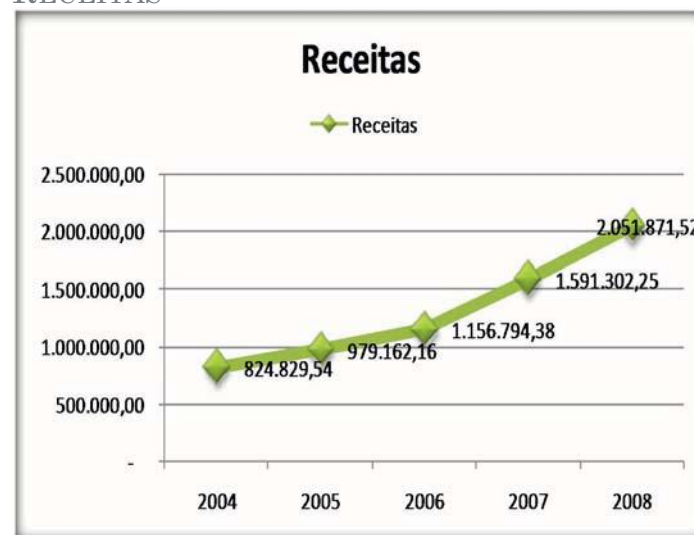 RECEITAS
Receitas
Receitas
2.500.000,00
2.000.000,00
1.500.000,00
1.000.000,00
500.000,00
-
824.829,54
979.162,16
1.156.794,38
1.591.302,25
2.051.871,52
2004 2005 2006 2007 2008